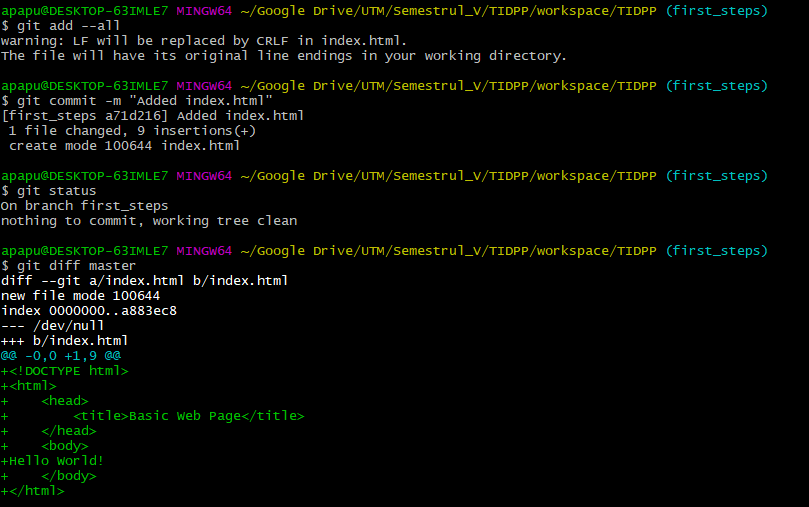 apapu@DESKTOP-63IMLE7 MINGW64 ~/Google Drive/UTM/Semestrul_V/TIDPP/workspace/TIDPP (first_steps)
$ git add --all
warning: LF will be replaced by CRLF in index.html.
The file will have its original line endings in your working directory.

apapu@DESKTOP-63IMLE7 MINGW64 ~/Google Drive/UTM/Semestrul_V/TIDPP/workspace/TIDPP (first_steps)
$ git commit -m "Added index.html"
[first_steps a71d216] Added index.html
 1 file changed, 9 insertions(+)
 create mode 100644 index.html

apapu@DESKTOP-63IMLE7 MINGW64 ~/Google Drive/UTM/Semestrul_V/TIDPP/workspace/TIDPP (first_steps)
$ git status
On branch first_steps
nothing to commit, working tree clean

apapu@DESKTOP-63IMLE7 MINGW64 ~/Google Drive/UTM/Semestrul_V/TIDPP/workspace/TIDPP (first_steps)
$ git diff master
diff --git a/index.html b/index.html
new file mode 100644
index 0000000..a883ec8
--- /dev/null
+++ b/index.html
@@ -0,0 +1,9 @@
+<!DOCTYPE html>
+<html>
+    <head>
+        <title>Basic Web Page</title>
+    </head>
+    <body>
+Hello World!
+    </body>
+</html>